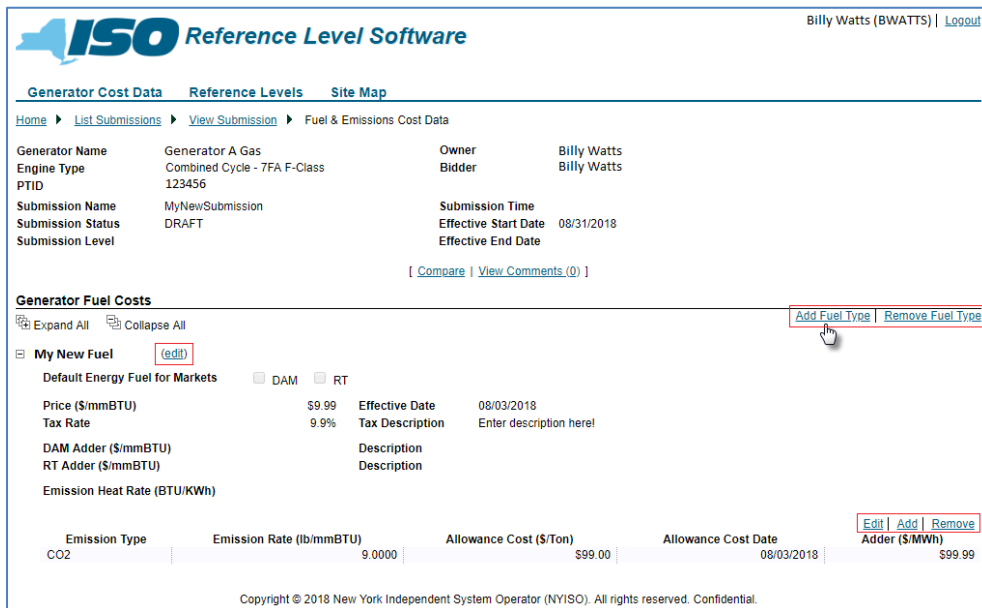 Billy Watts (BWATTS) | Logout
ISO Reference Level Software
Generator Cost Data Reference Levels Site Map
Home List Submissions View Submission Fuel & Emissions Cost Data
Generator Name Generator A Gas Owner Billy Watts
Engine Type Combined Cycle - 7FA F-Class Bidder Billy Watts
PTID 123456
Submission Name MyNewSubmission Submission Time
Submission Status DRAFT Effective Start Date 08/31/2018
Submission Level Effective End Date
[ Compare | View Comments (0) ]
Generator Fuel Costs
Expand All Collapse All Add Fuel Type | Remove Fuel Type
My New Fuel (edit)
Default Energy Fuel for Markets DAM RT
Price ($/mmBTU) $9.99 Effective Date 08/03/2018
Tax Rate 9.9% Tax Description Enter description here!
DAM Adder ($/mmBTU) Description
RT Adder ($/mmBTU) Description
Emission Heat Rate (BTU/KWh)
Edit | Add | Remove
Emission Type Emission Rate (lb/mmBTU) Allowance Cost ($/Ton) Allowance Cost Date Adder ($/MWh)
CO2 9.0000 $99.00 08/03/2018 $99.99
Copyright © 2018 New York Independent System Operator (NYISO). All rights reserved. Confidential.